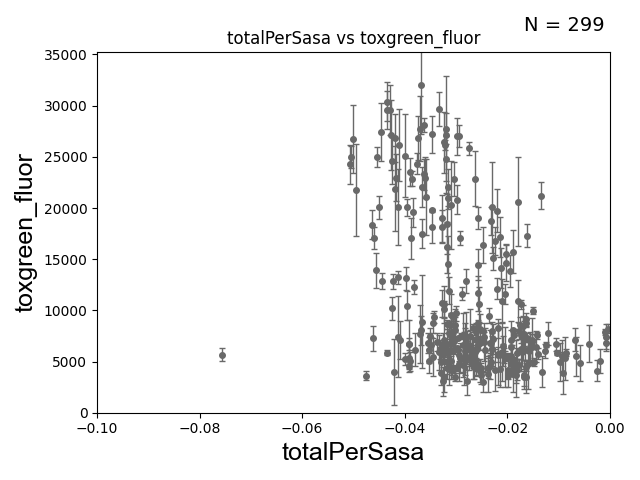 N = 299
totalPerSasa vs toxgreen_fluor
35000
30000
25000
20000
15000
10000
5000
0
toxgreen_fluor
−0.10 −0.08 −0.06 −0.04 −0.02 0.00
totalPerSasa